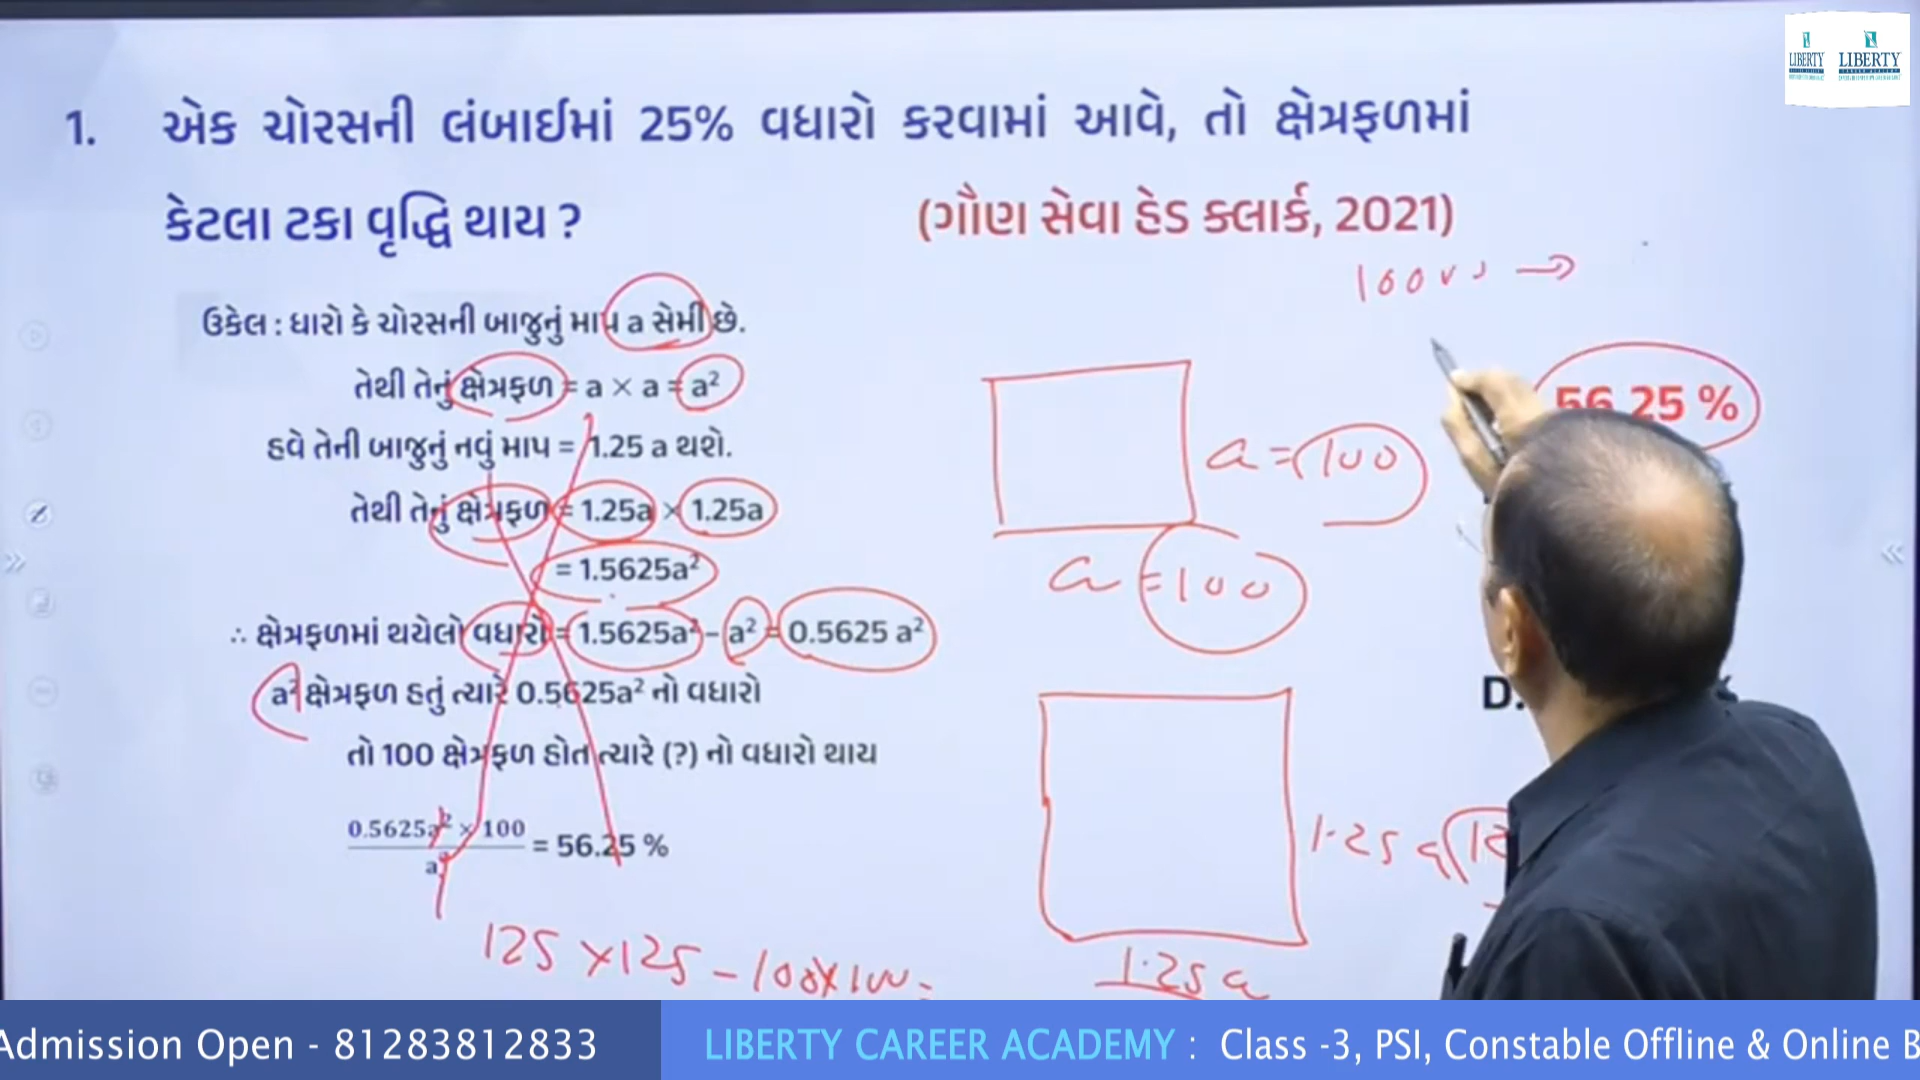 LIBERTY LIBERTY
1. એક ચોરસની લંબાઈમાં 25% વધારો કરવામાં આવે, તો ક્ષેત્રફળમાં
કેટલા ટકા વૃદ્ધિ થાય ? (ગૌણ સેવા હેડ ક્લાર્ક, 2021)
ઉકેલ : ધારો કે ચોરસની બાજુનું માપ a સેમી છે.
તેથી તેનું ક્ષેત્રફળ = a × a = a²
56.25 %
હવે તેની બાજુનું નવું માપ = 1.25 a થશે.
a = 100
તેથી તેનું ક્ષેત્રફળ = 1.25a × 1.25a
= 1.5625a²
a = 100
∴ ક્ષેત્રફળમાં થયેલો વધારો = 1.5625a² – a² = 0.5625 a²
a² ક્ષેત્રફળ હતું ત્યારે 0.5625a² નો વધારો
D.
તો 100 ક્ષેત્રફળ હોત ત્યારે (?) નો વધારો થાય
0.5625a² × 100
= 56.25 %
a²
1.25 a
125 × 125 – 100 × 100 =
1.25 a
Admission Open - 81283812833
LIBERTY CAREER ACADEMY : Class -3, PSI, Constable Offline & Online B